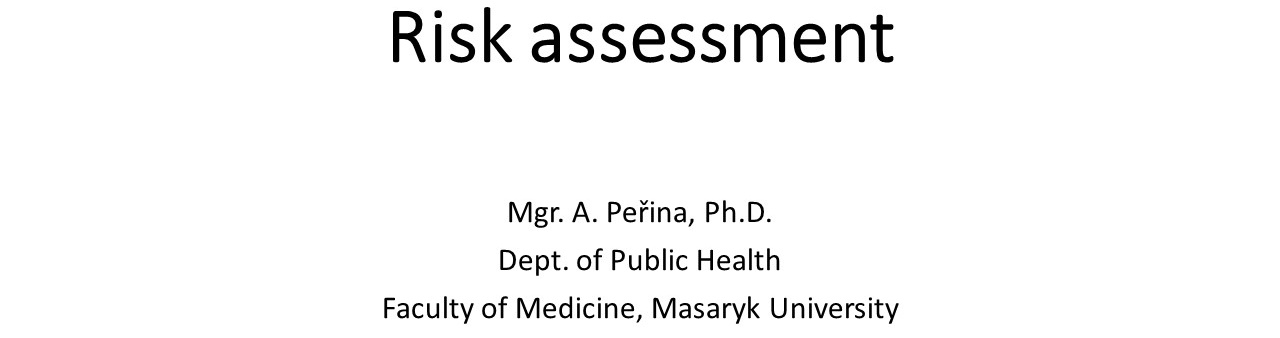 Risk assessment
Mgr. A. Peřina, Ph.D.
Dept. of Public Health
Faculty of Medicine, Masaryk University